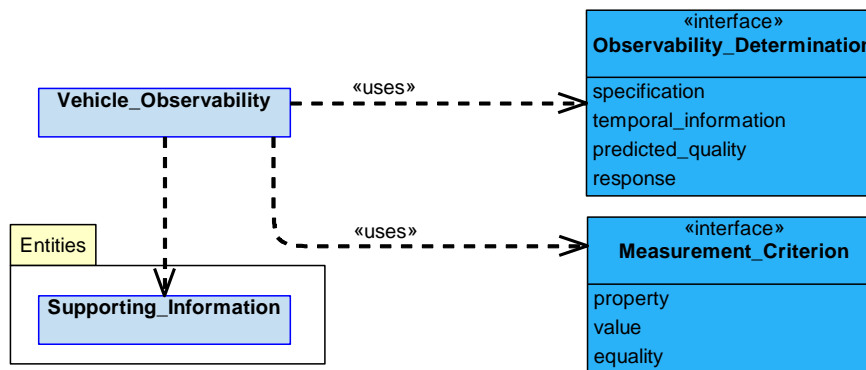 «interface»
Observability_Determination
specification
temporal_information
predicted_quality
response
«uses»
Vehicle_Observability
«uses»
«interface»
Measurement_Criterion
property
value
equality
Entities
Supporting_Information